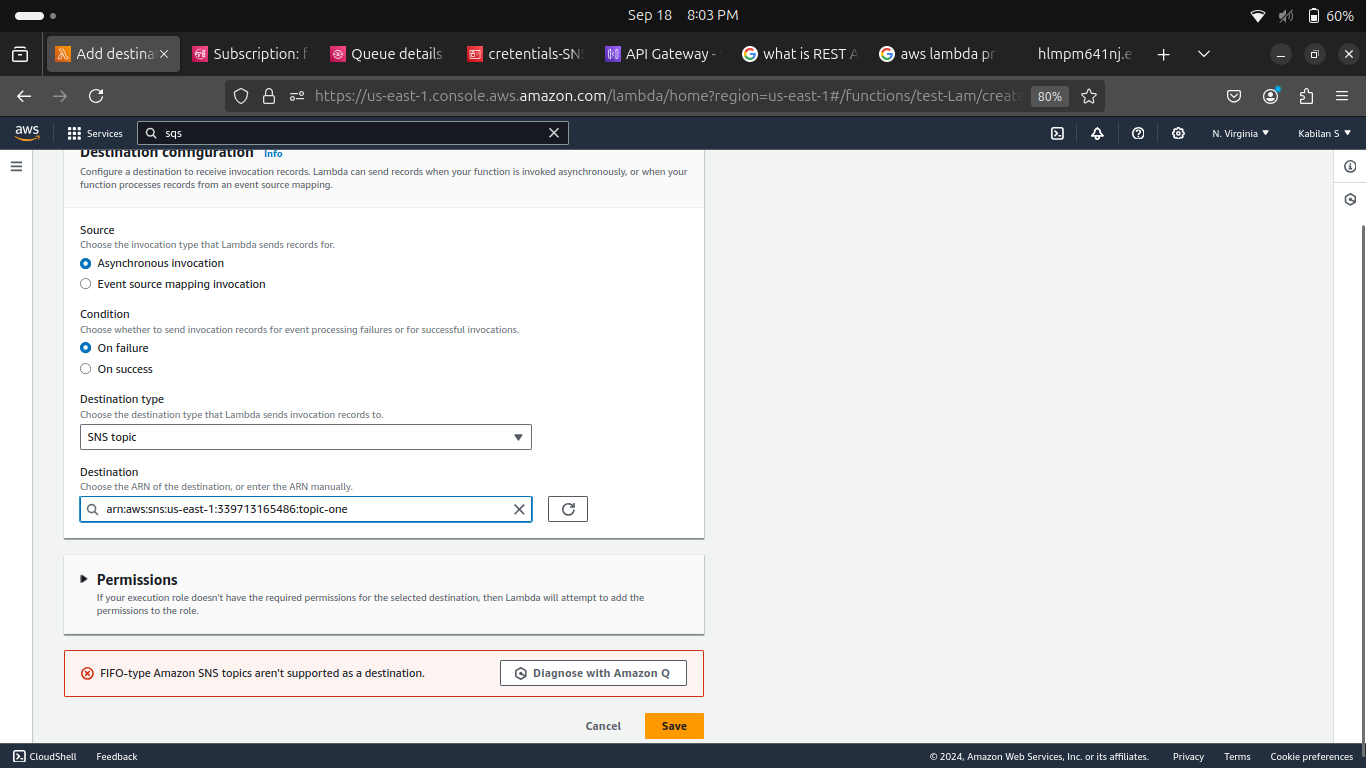 Sep 18 8:03 PM
60%
Add destina
Subscription: f
Queue details
cretentials-SN
API Gateway -
what is REST A
aws lambda pr
hlmpm641nj.e
https://us-east-1.console.aws.amazon.com/lambda/home?region=us-east-1#/functions/test-Lam/create
80%
aws
Services
sqs
N. Virginia
Kabilan S
Destination configuration Info
Configure a destination to receive invocation records. Lambda can send records when your function is invoked asynchronously, or when your
function processes records from an event source mapping.
Source
Choose the invocation type that Lambda sends records for.
Asynchronous invocation
Event source mapping invocation
Condition
Choose whether to send invocation records for event processing failures or for successful invocations.
On failure
On success
Destination type
Choose the destination type that Lambda sends invocation records to.
SNS topic
Destination
Choose the ARN of the destination, or enter the ARN manually.
arn:aws:sns:us-east-1:339713165486:topic-one
Permissions
If your execution role doesn't have the required permissions for the selected destination, then Lambda will attempt to add the
permissions to the role.
FIFO-type Amazon SNS topics aren't supported as a destination.
Diagnose with Amazon Q
Cancel
Save
CloudShell
Feedback
© 2024, Amazon Web Services, Inc. or its affiliates.
Privacy
Terms
Cookie preferences